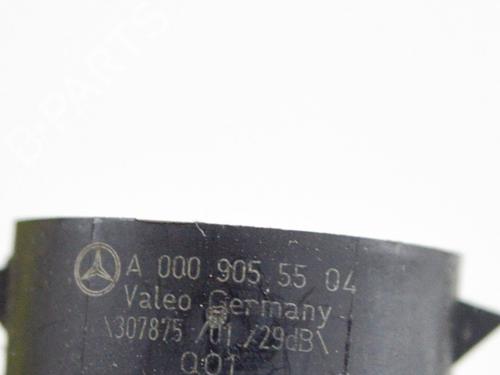 B-PARTS
A 000 905 55 04
Valeo Germany
\307875 /01 /29dB\
Q01